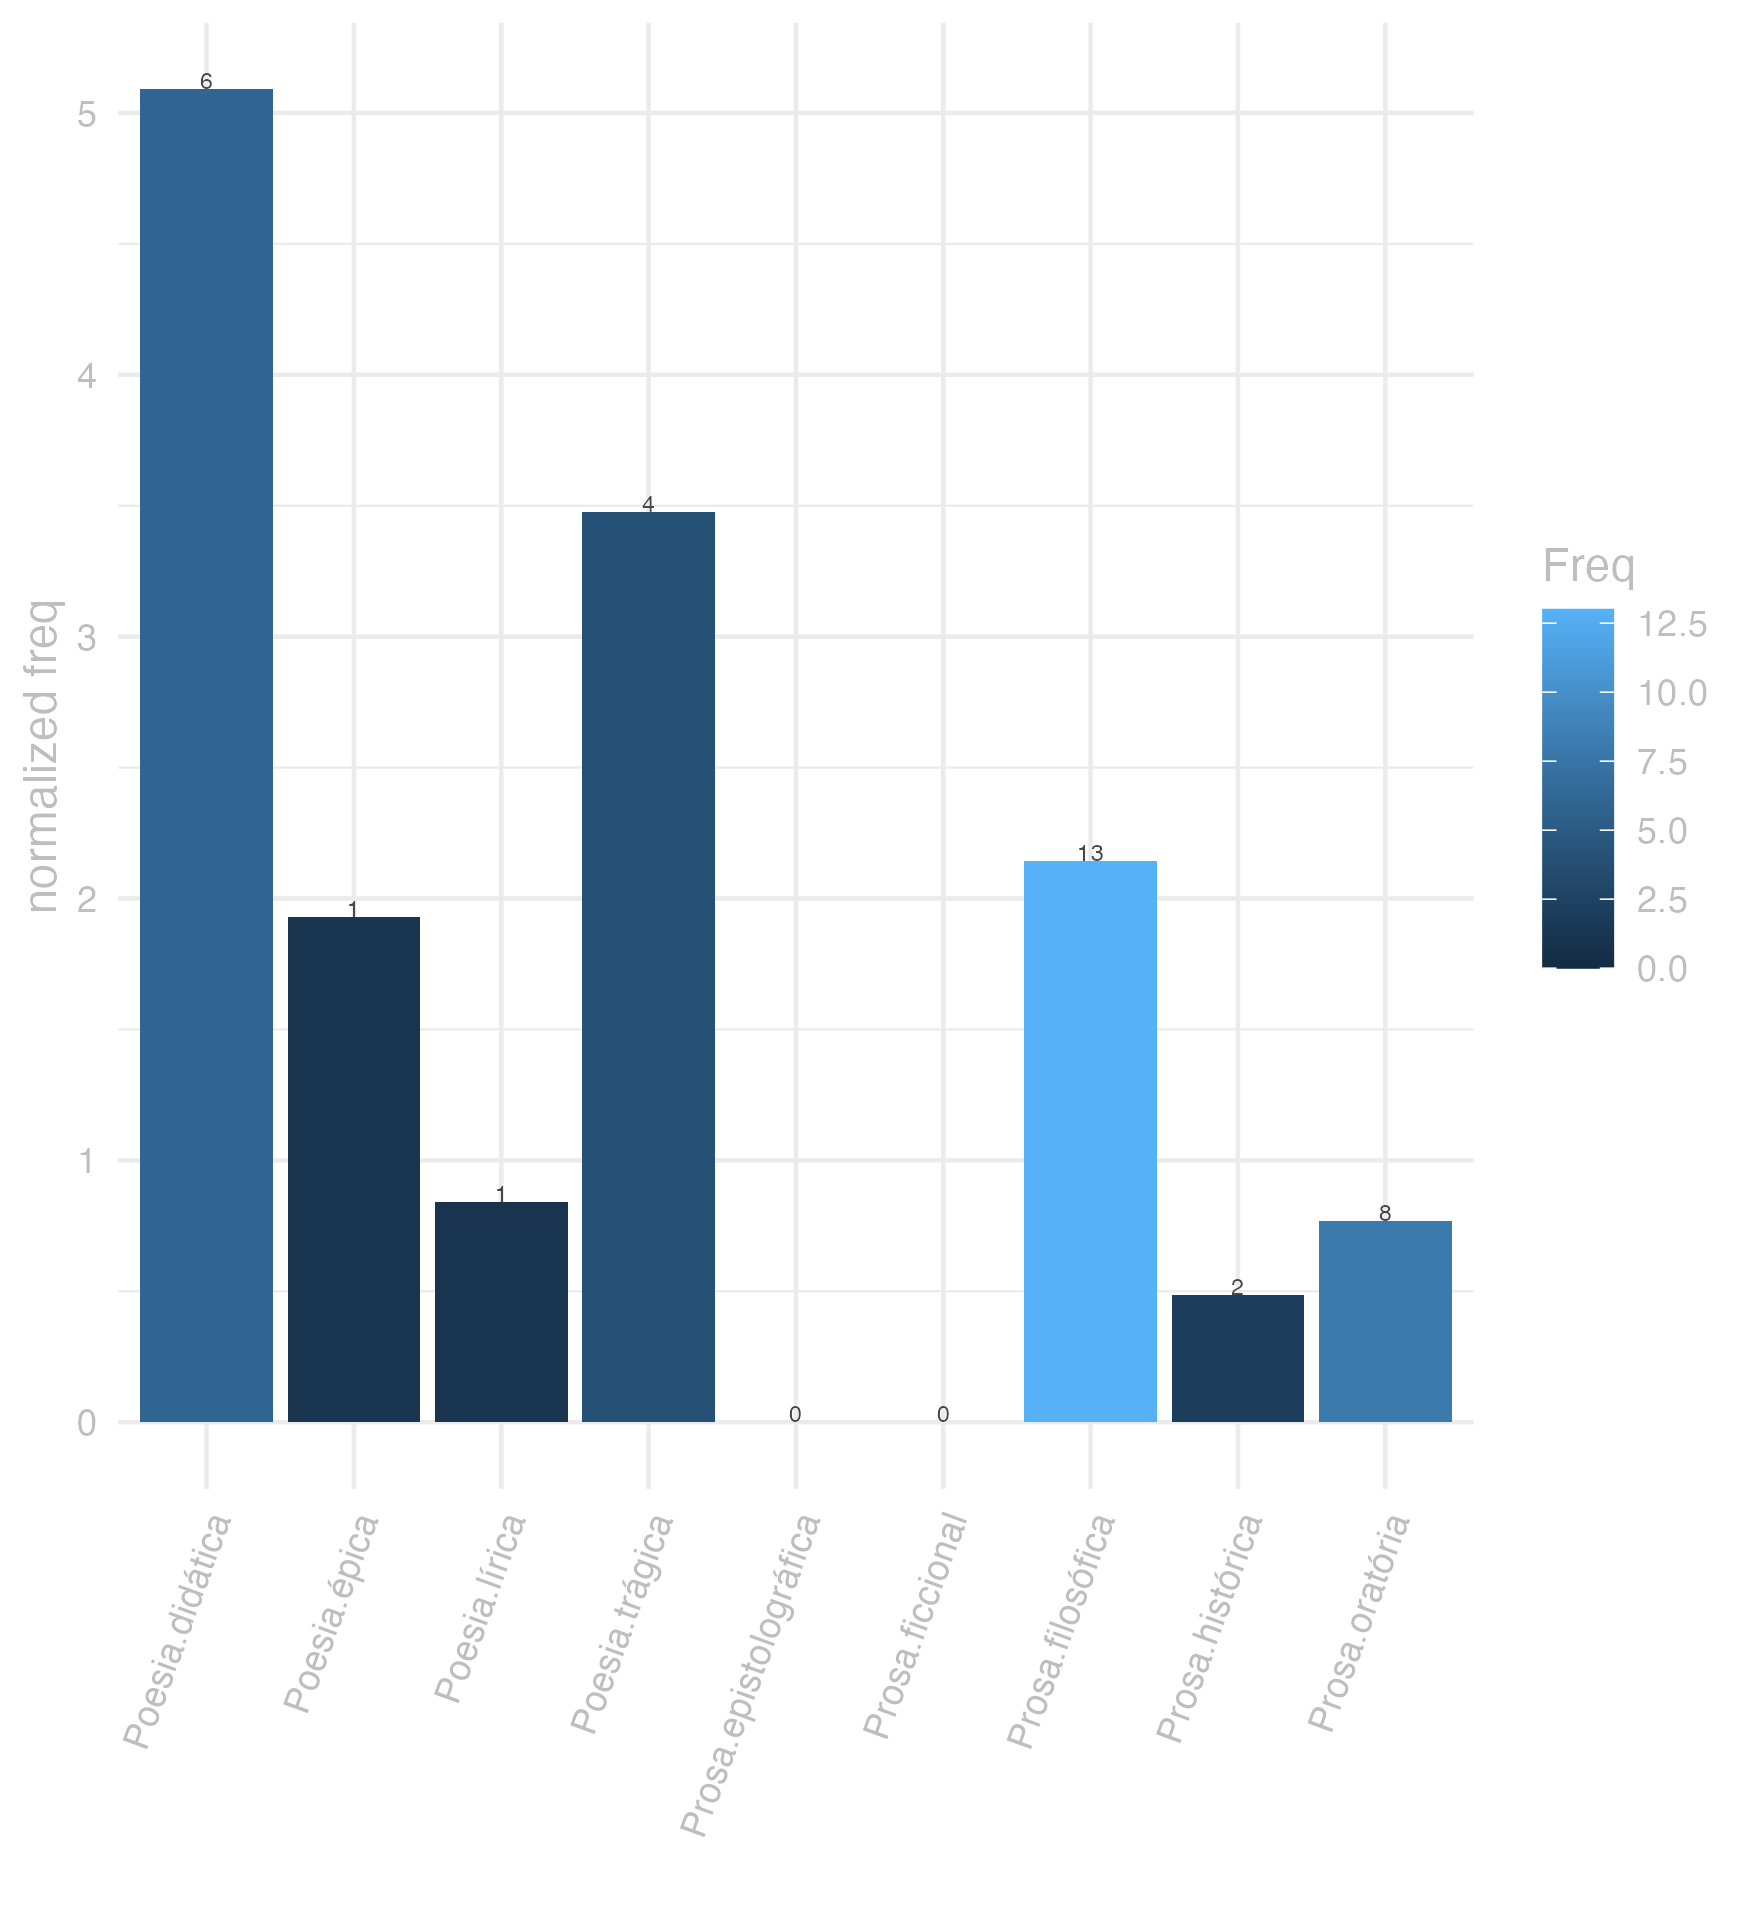 normalized freq
5
4
3
2
1
0
6
1
1
4
0
0
13
2
8
Poesia.didática
Poesia.épica
Poesia.lírica
Poesia.trágica
Prosa.epistolográfica
Prosa.ficcional
Prosa.filosófica
Prosa.histórica
Prosa.oratória
Freq
12.5
10.0
7.5
5.0
2.5
0.0